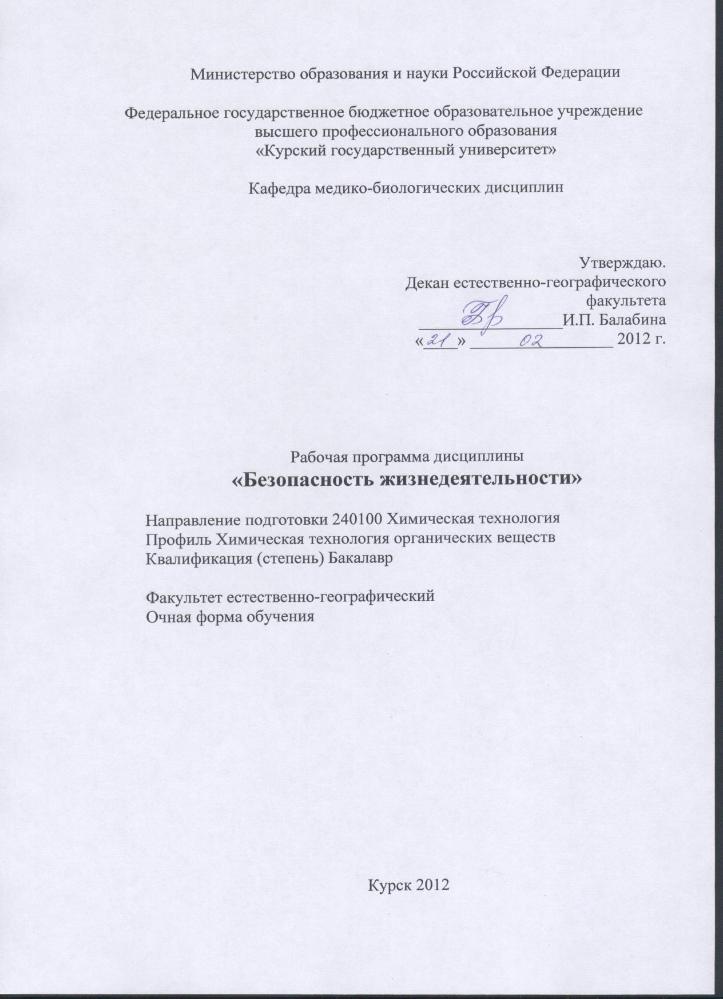 Министерство образования и науки Российской Федерации
Федеральное государственное бюджетное образовательное учреждение
высшего профессионального образования
«Курский государственный университет»
Кафедра медико-биологических дисциплин
Утверждаю.
Декан естественно-географического
факультета
И.П. Балабина
«21» 02 2012 г.
Рабочая программа дисциплины
«Безопасность жизнедеятельности»
Направление подготовки 240100 Химическая технология
Профиль Химическая технология органических веществ
Квалификация (степень) Бакалавр
Факультет естественно-географический
Очная форма обучения
Курск 2012